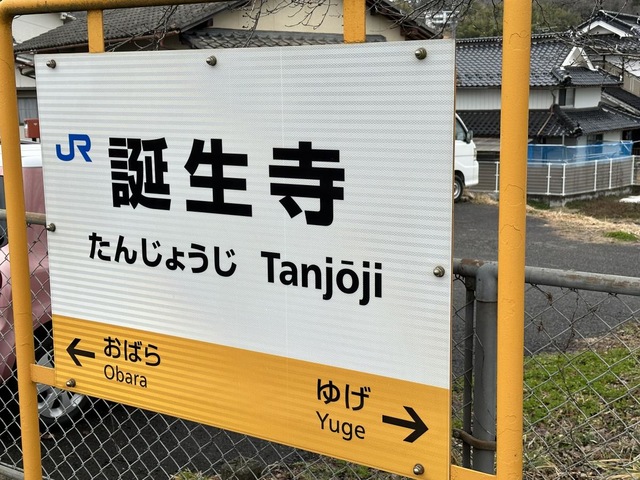 JR 誕生寺
たんじょうじ Tanjōji
← おばら
Obara
ゆげ →
Yuge